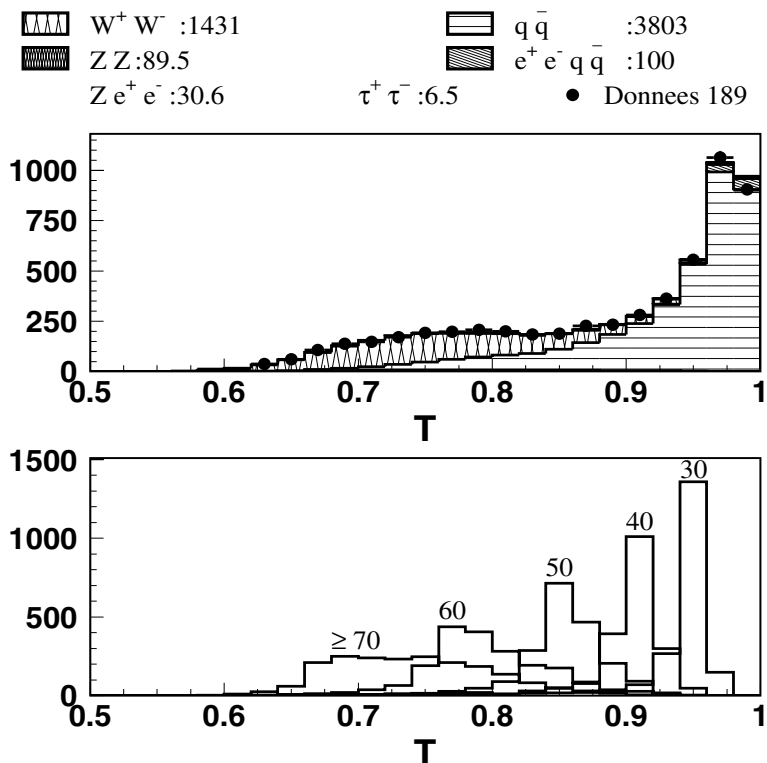 W⁺ W⁻ :1431 q q̄ :3803
Z Z :89.5 e⁺ e⁻ q q̄ :100
Z e⁺ e⁻ :30.6 τ⁺ τ⁻ :6.5 Donnees 189
1000
750
500
250
0
0.5 0.6 0.7 0.8 0.9 1
T
1500
1000
500
0
≥ 70 60 50 40 30
0.5 0.6 0.7 0.8 0.9 1
T